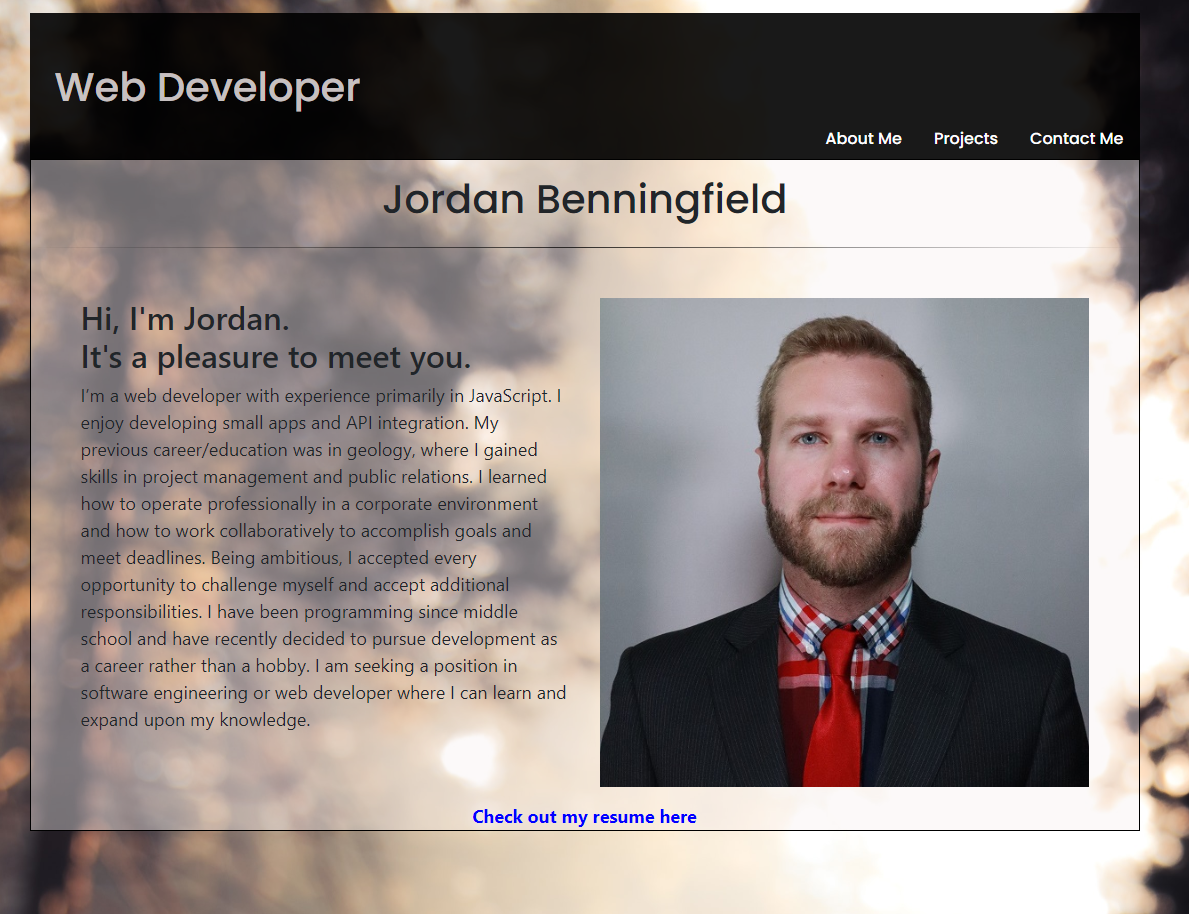 Web Developer
About Me Projects Contact Me
Jordan Benningfield
Hi, I'm Jordan.
It's a pleasure to meet you.
I'm a web developer with experience primarily in JavaScript. I
enjoy developing small apps and API integration. My
previous career/education was in geology, where I gained
skills in project management and public relations. I learned
how to operate professionally in a corporate environment
and how to work collaboratively to accomplish goals and
meet deadlines. Being ambitious, I accepted every
opportunity to challenge myself and accept additional
responsibilities. I have been programming since middle
school and have recently decided to pursue development as
a career rather than a hobby. I am seeking a position in
software engineering or web developer where I can learn and
expand upon my knowledge.
Check out my resume here